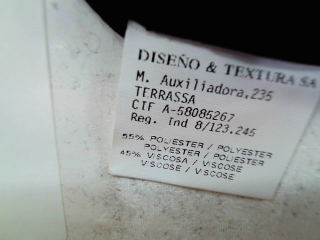 DISEÑO & TEXTURA SA
M. Auxiliadora,235
TERRASSA
CIF A-58085267
Reg. Ind 8/123.245
55% POLIESTER / POLYESTER
POLYESTER / POLIESTER
45% VISCOSA / VISCOSE
VISCOSE / VISCOSE